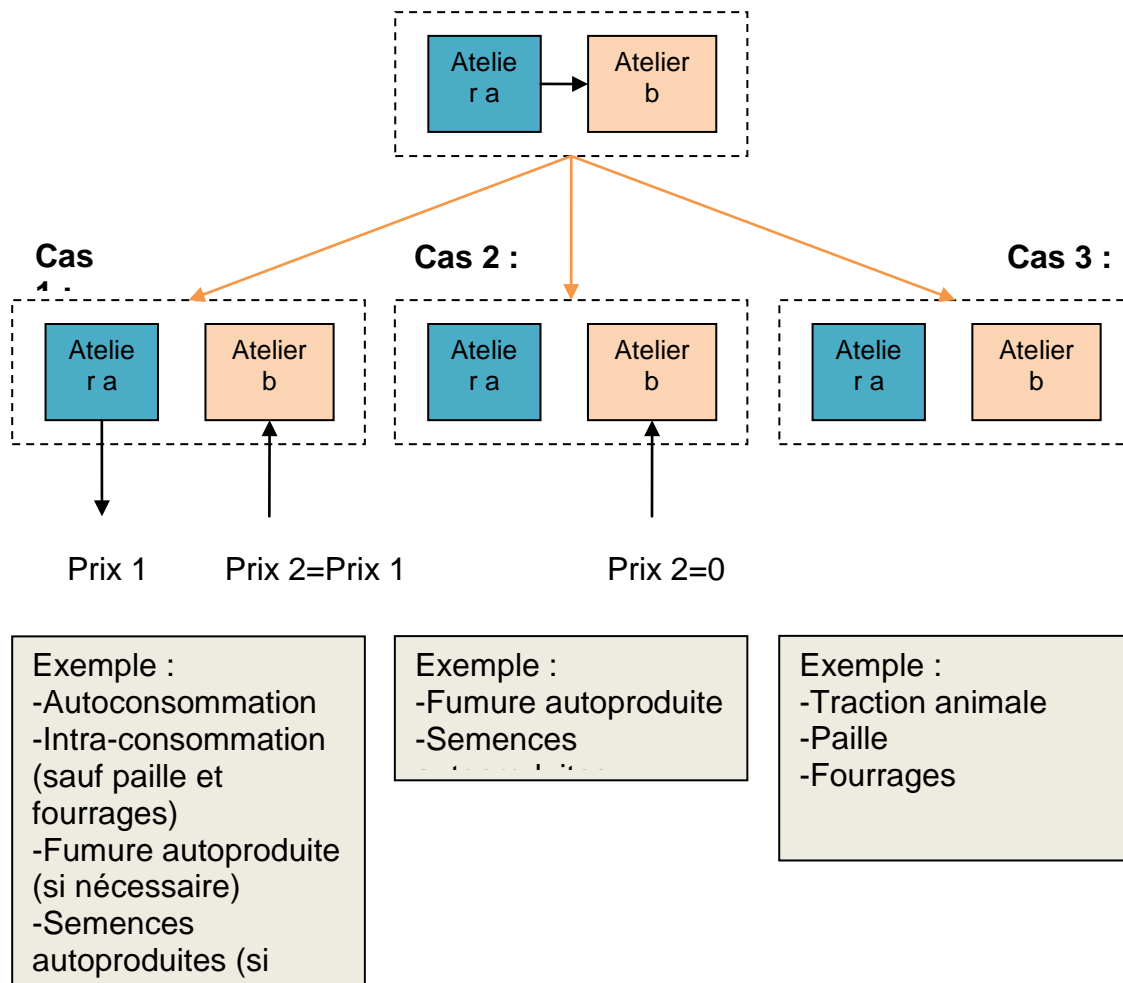 Atelie
r a
Atelier
b
Cas
Cas 2 :
Cas 3 :
Atelie
r a
Atelier
b
Atelie
r a
Atelier
b
Atelie
r a
Atelier
b
Prix 1
Prix 2=Prix 1
Prix 2=0
Exemple :
-Autoconsommation
-Intra-consommation
(sauf paille et
fourrages)
-Fumure autoproduite
(si nécessaire)
-Semences
autoproduites (si
Exemple :
-Fumure autoproduite
-Semences
Exemple :
-Traction animale
-Paille
-Fourrages